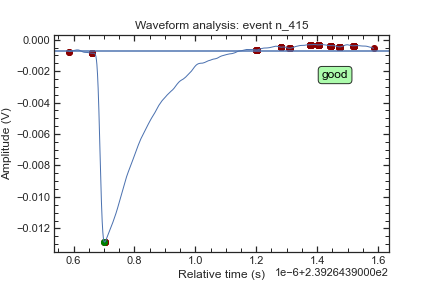 Waveform analysis: event n_415
0.000
−0.002
−0.004
−0.006
−0.008
−0.010
−0.012
Amplitude (V)
good
0.6
0.8
1.0
1.2
1.4
1.6
Relative time (s)
1e−6+2.3926439000e2